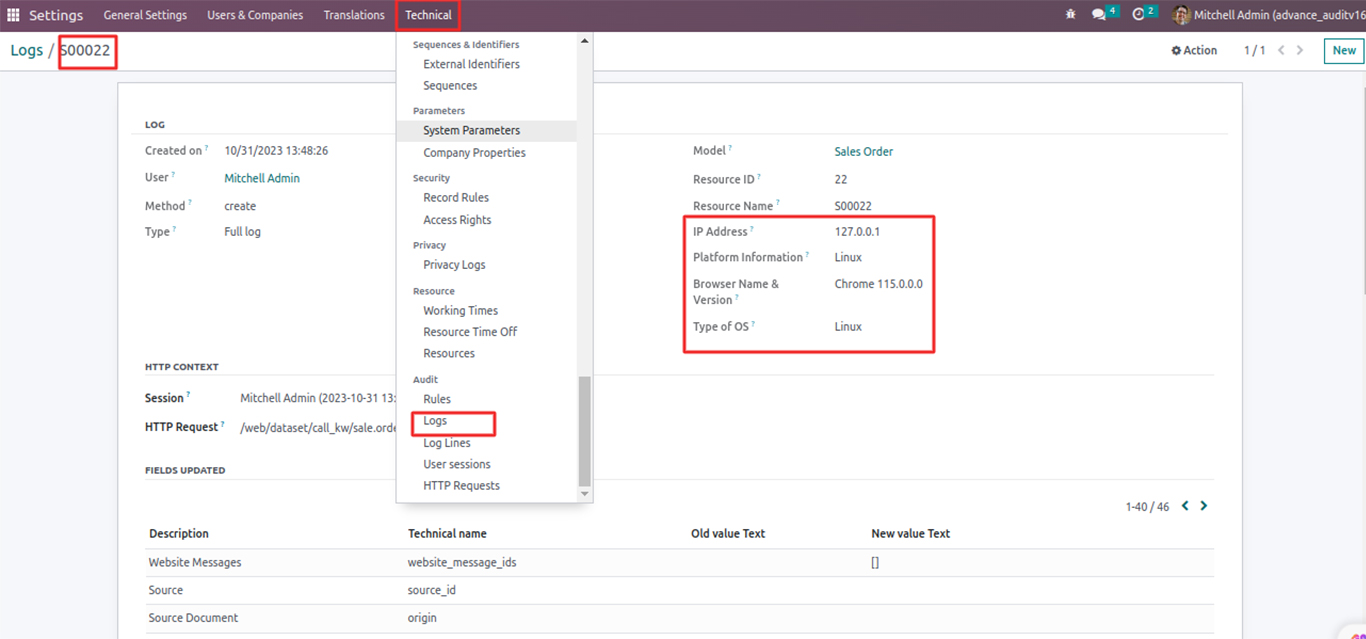 Settings General Settings Users & Companies Translations Technical 4 2 Mitchell Admin (advance_auditv16
Logs / S00022 Action 1 / 1 New
Sequences & Identifiers
External Identifiers
Sequences
Parameters
System Parameters
Company Properties
Security
Record Rules
Access Rights
Privacy
Privacy Logs
Resource
Working Times
Resource Time Off
Resources
Audit
Rules
Logs
Log Lines
User sessions
HTTP Requests
LOG
Created on ? 10/31/2023 13:48:26
User ? Mitchell Admin
Method ? create
Type ? Full log
Model ? Sales Order
Resource ID ? 22
Resource Name ? S00022
IP Address ? 127.0.0.1
Platform Information ? Linux
Browser Name & Chrome 115.0.0.0
Version ?
Type of OS ? Linux
HTTP CONTEXT
Session ? Mitchell Admin (2023-10-31 13:
HTTP Request ? /web/dataset/call_kw/sale.orde
FIELDS UPDATED
1-40 / 46
Description Technical name Old value Text New value Text
Website Messages website_message_ids []
Source source_id
Source Document origin